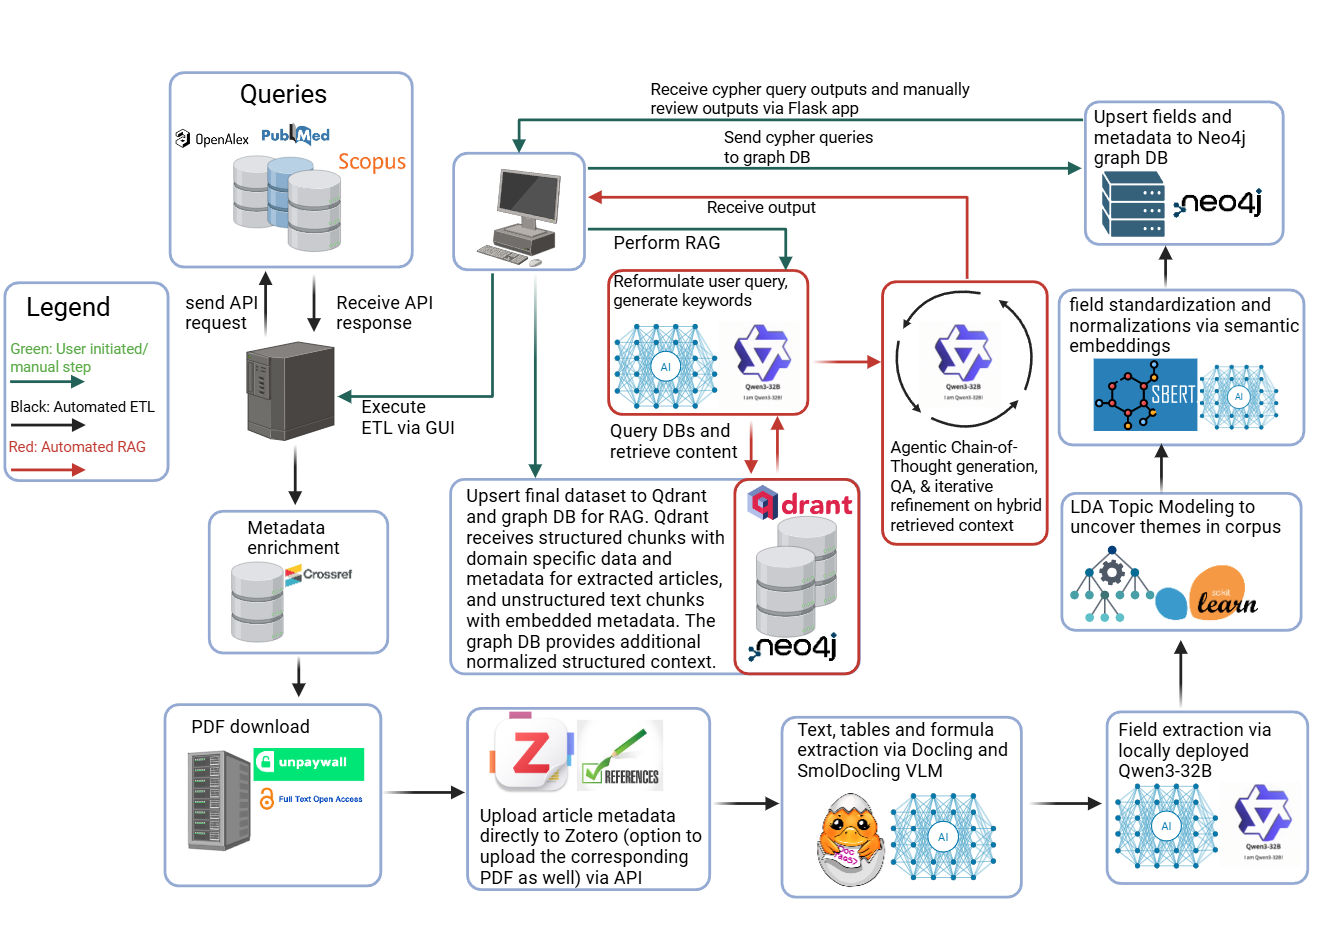 Queries
OpenAlex
PubMed
Scopus
send API
request
Receive API
response
Legend
Green: User initiated/
manual step
Black: Automated ETL
Red: Automated RAG
Execute
ETL via GUI
Receive cypher query outputs and manually
review outputs via Flask app
Send cypher queries
to graph DB
Receive output
Perform RAG
Reformulate user query,
generate keywords
AI
Qwen3-32B
I am Qwen3-32B!
Query DBs and
retrieve content
Qwen3-32B
I am Qwen3-32B!
Agentic Chain-of-
Thought generation,
QA, & iterative
refinement on hybrid
retrieved context
Upsert fields and
metadata to Neo4j
graph DB
neo4j
field standardization and
normalizations via semantic
embeddings
SBERT
AI
LDA Topic Modeling to
uncover themes in corpus
scikit
learn
Upsert final dataset to Qdrant
and graph DB for RAG. Qdrant
receives structured chunks with
domain specific data and
metadata for extracted articles,
and unstructured text chunks
with embedded metadata. The
graph DB provides additional
normalized structured context.
qdrant
neo4j
Metadata
enrichment
Crossref
PDF download
unpaywall
Full Text Open Access
Z
REFERENCES
Upload article metadata
directly to Zotero (option to
upload the corresponding
PDF as well) via API
Text, tables and formula
extraction via Docling and
SmolDocling VLM
AI
Field extraction via
locally deployed
Qwen3-32B
AI
Qwen3-32B
I am Qwen3-32B!